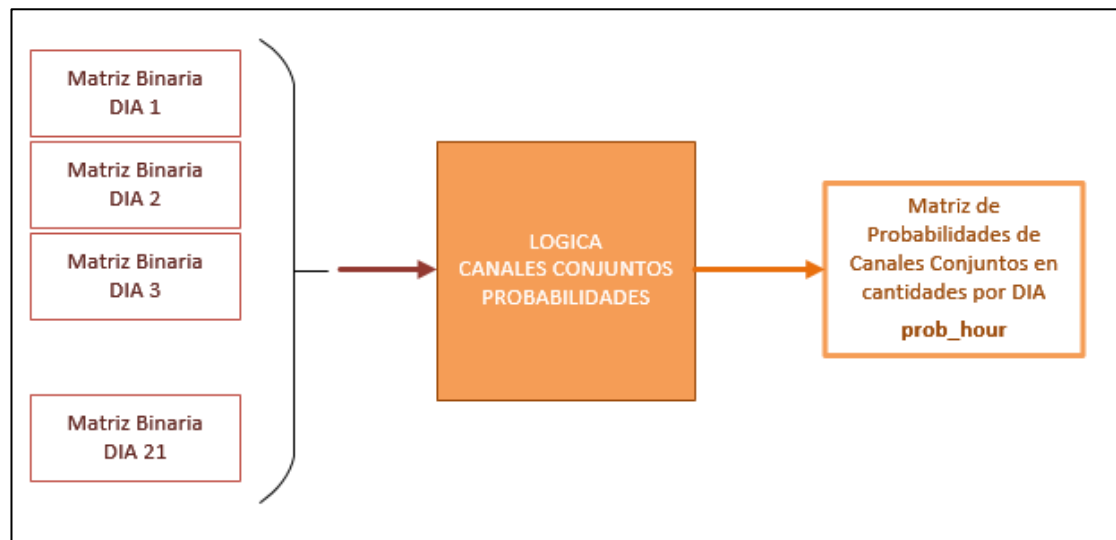 Matriz Binaria
DIA 1
Matriz Binaria
DIA 2
Matriz Binaria
DIA 3
Matriz Binaria
DIA 21
LOGICA
CANALES CONJUNTOS
PROBABILIDADES
Matriz de
Probabilidades de
Canales Conjuntos en
cantidades por DIA
prob_hour